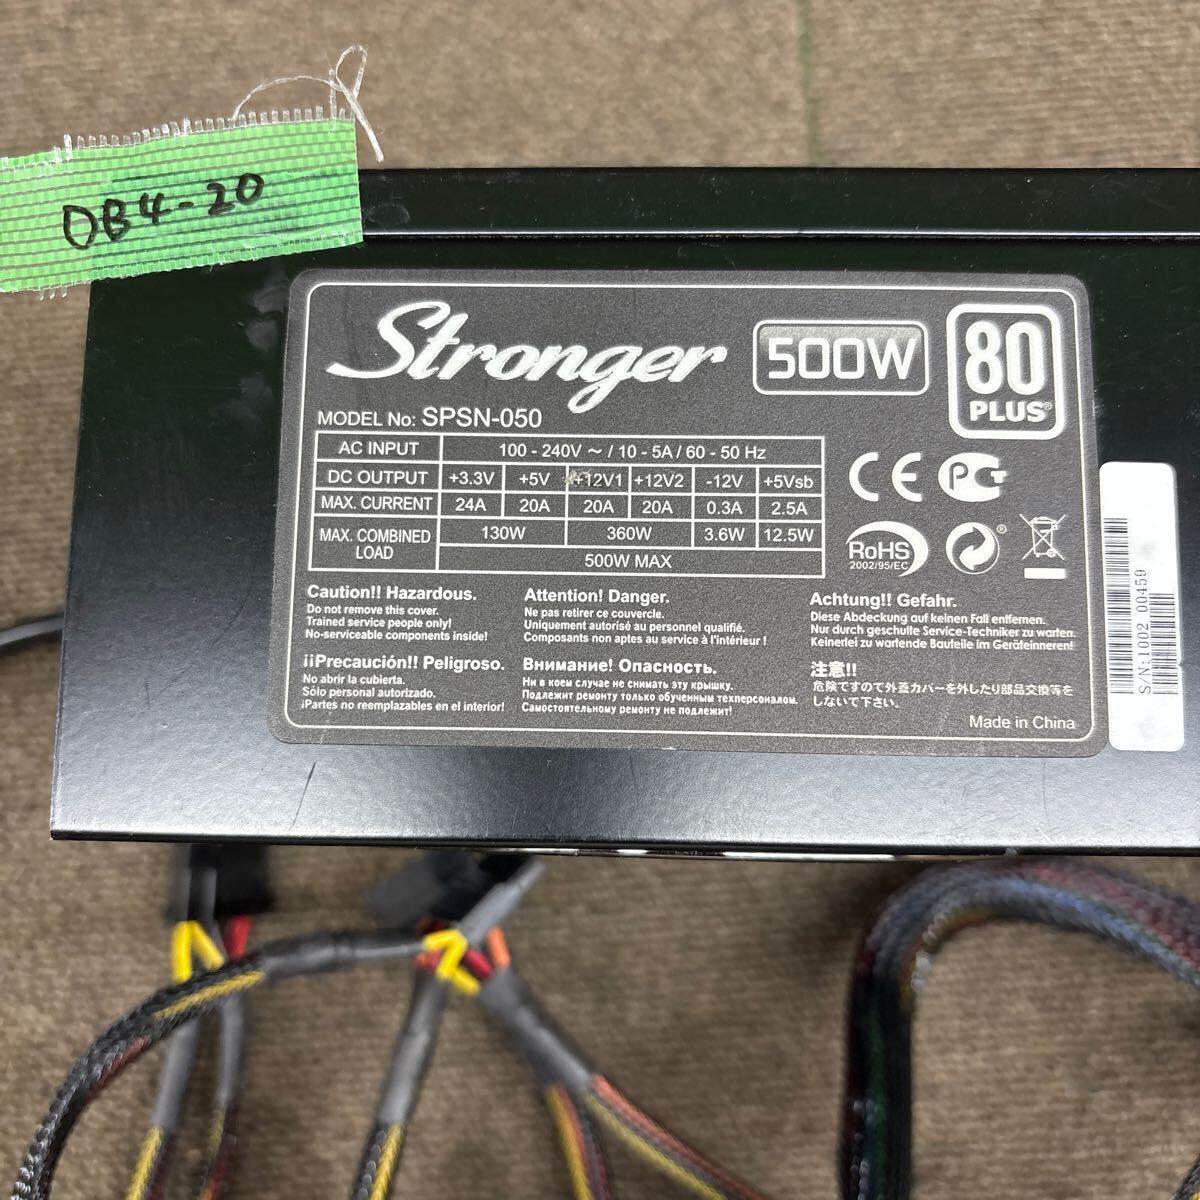 OB4-20
Stronger
500W
80
PLUS®
MODEL No: SPSN-050
AC INPUT 100 - 240V ~ / 10 - 5A / 60 - 50 Hz
DC OUTPUT +3.3V +5V +12V1 +12V2 -12V +5Vsb
MAX. CURRENT 24A 20A 20A 20A 0.3A 2.5A
MAX. COMBINED LOAD 130W 360W 3.6W 12.5W
500W MAX
CE
RoHS
2002/95/EC
Caution!! Hazardous.
Do not remove this cover.
Trained service people only!
No-serviceable components inside!
Attention! Danger.
Ne pas retirer ce couvercle.
Uniquement autorisé au personnel qualifié.
Composants non aptes au service à l'intérieur !
Achtung!! Gefahr.
Diese Abdeckung auf keinen Fall entfernen.
Nur durch geschulte Service-Techniker zu warten.
Keinerlei zu wartende Bauteile im Geräteinneren!
¡¡Precaución!! Peligroso.
No abrir la cubierta.
Sólo personal autorizado.
¡Partes no reemplazables en el interior!
Внимание! Опасность.
Ни в коем случае не снимать эту крышку.
Подлежит ремонту только обученным техперсоналом.
Самостоятельному ремонту не подлежит!
注意!!
危険ですので外蓋カバーを外したり部品交換等を
しないで下さい。
Made in China
S/N:1002 00459